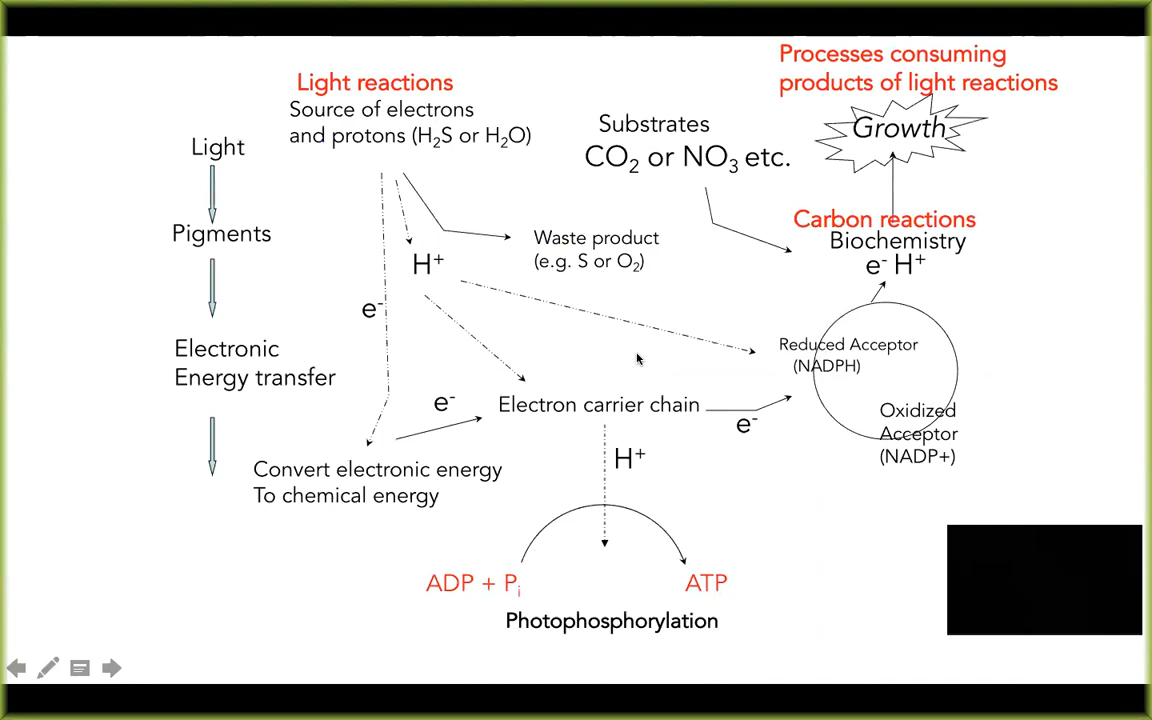 Processes consuming
products of light reactions
Light reactions
Source of electrons
and protons (H₂S or H₂O)
Growth
Substrates
CO₂ or NO₃ etc.
Light
Carbon reactions
Biochemistry
e⁻ H⁺
Pigments
Waste product
(e.g. S or O₂)
H⁺
e⁻
Electronic
Energy transfer
Reduced Acceptor
(NADPH)
e⁻
Electron carrier chain
e⁻
Oxidized
Acceptor
(NADP+)
H⁺
Convert electronic energy
To chemical energy
ADP + Pᵢ
ATP
Photophosphorylation